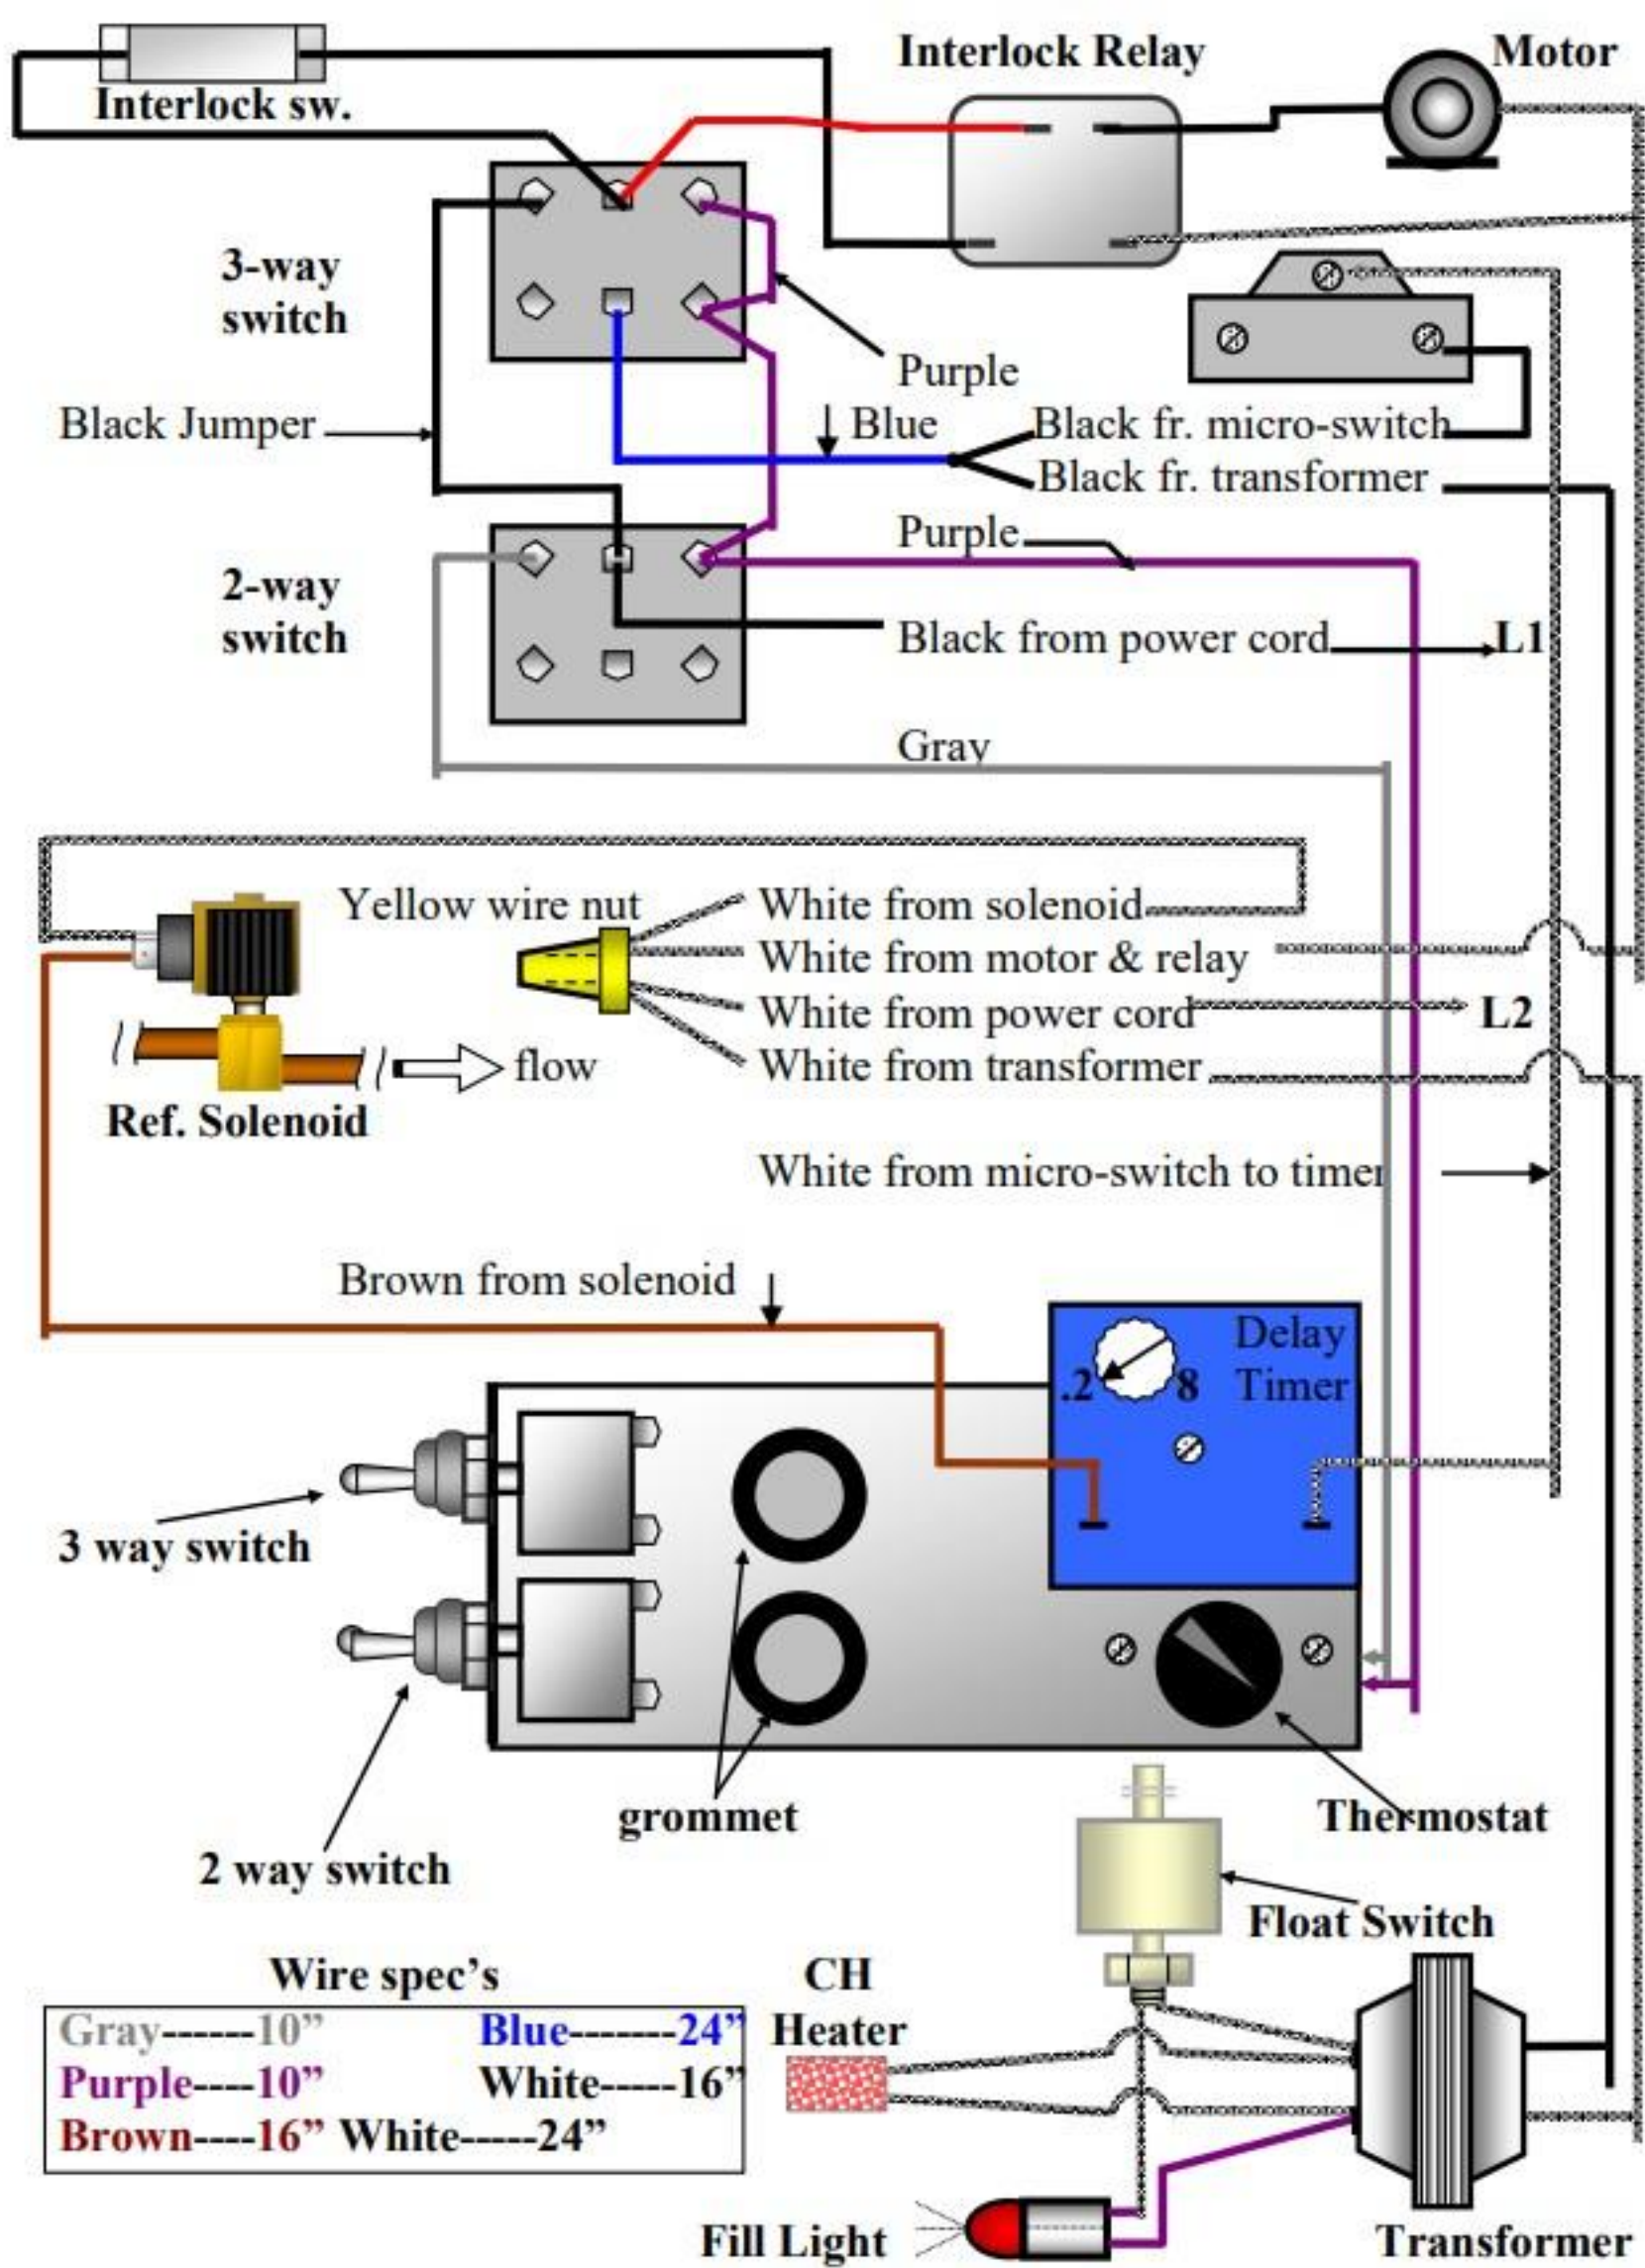 Interlock Relay
Motor
Interlock sw.
3-way
switch
Purple
Black Jumper
Blue
Black fr. micro-switch
Black fr. transformer
Purple
2-way
switch
Black from power cord
L1
Gray
Yellow wire nut
White from solenoid
White from motor & relay
White from power cord
L2
White from transformer
flow
Ref. Solenoid
White from micro-switch to timer
Brown from solenoid
Delay
Timer
.2
8
3 way switch
grommet
Thermostat
2 way switch
Float Switch
Wire spec's
CH
Heater
Gray------10”
Blue-------24”
Purple----10”
White-----16”
Brown----16” White-----24”
Fill Light
Transformer